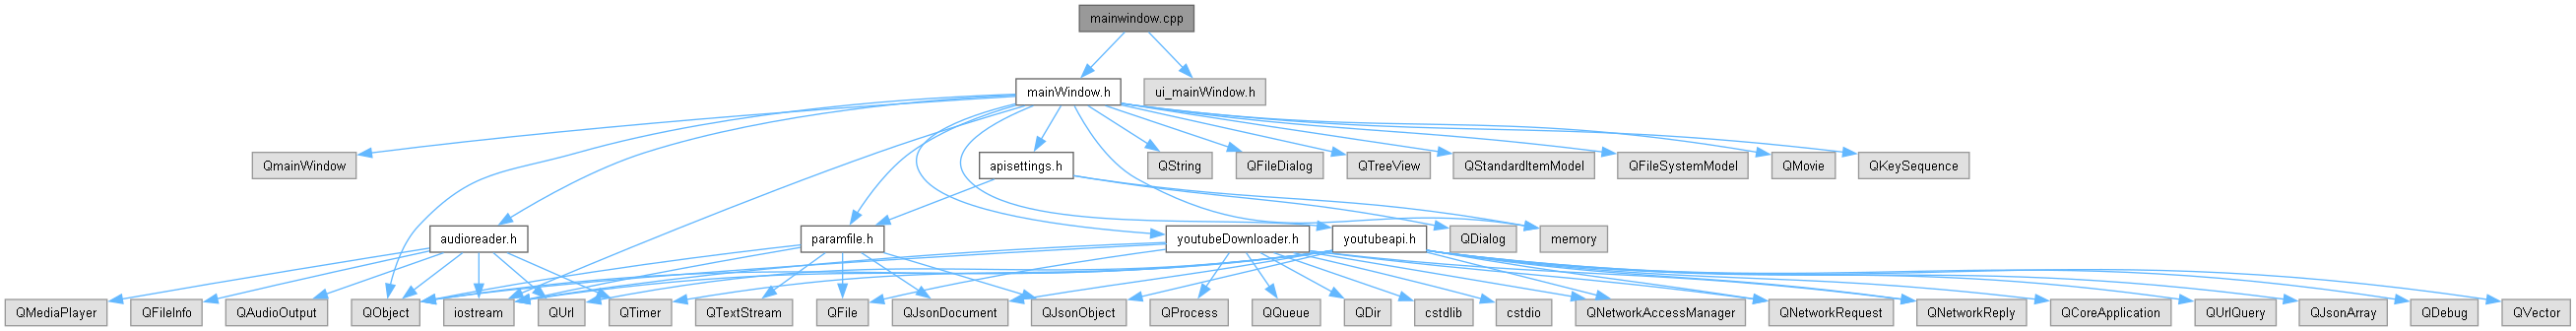 mainwindow.cpp
mainWindow.h
ui_mainWindow.h
QmainWindow
apisettings.h
QString
QFileDialog
QTreeView
QStandardItemModel
QFileSystemModel
QMovie
QKeySequence
audioreader.h
paramfile.h
youtubeDownloader.h
youtubeapi.h
QDialog
memory
QMediaPlayer
QFileInfo
QAudioOutput
QObject
iostream
QUrl
QTimer
QTextStream
QFile
QJsonDocument
QJsonObject
QProcess
QQueue
QDir
cstdlib
cstdio
QNetworkAccessManager
QNetworkRequest
QNetworkReply
QCoreApplication
QUrlQuery
QJsonArray
QDebug
QVector